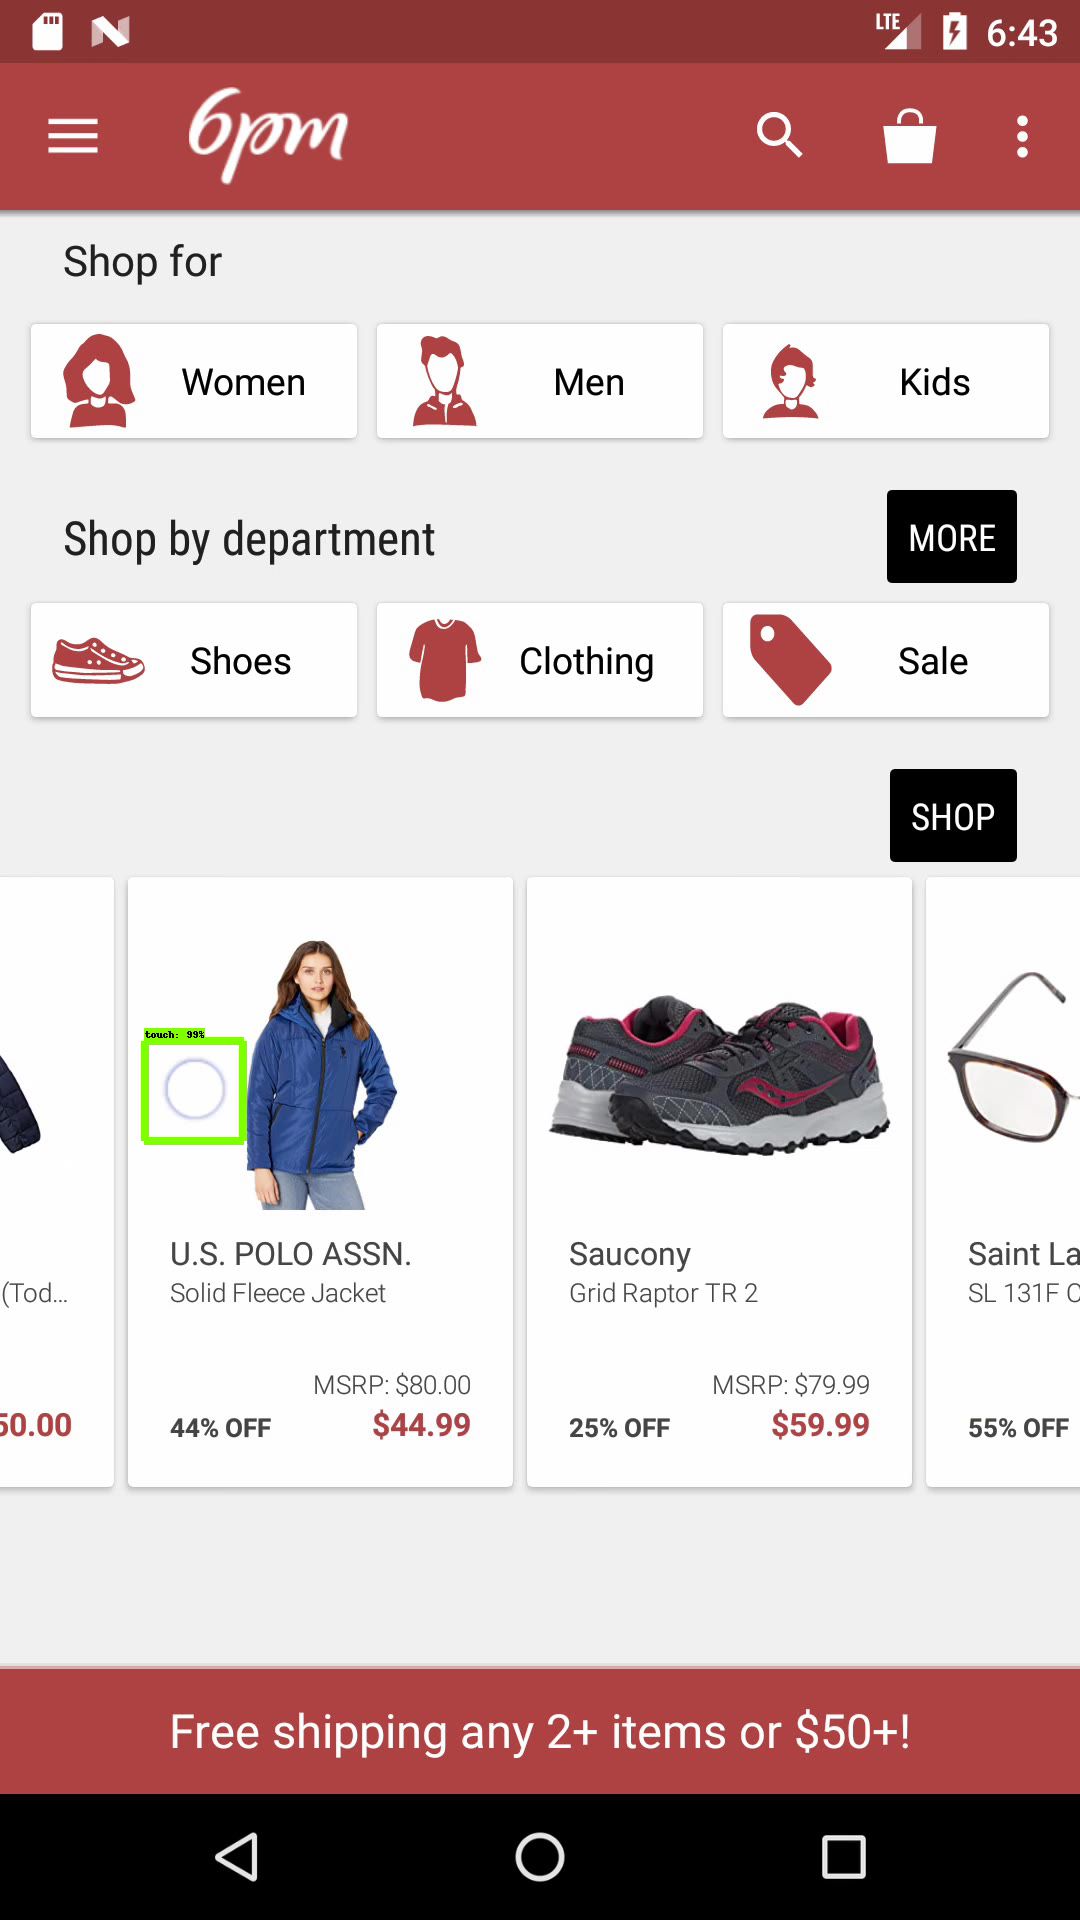 LTE 6:43
6pm
Shop for
Women Men Kids
Shop by department MORE
Shoes Clothing Sale
SHOP
touch: 99%
U.S. POLO ASSN. Saucony Saint La
(Tod... Solid Fleece Jacket Grid Raptor TR 2 SL 131F
MSRP: $80.00 MSRP: $79.99
50.00 44% OFF $44.99 25% OFF $59.99 55% OFF
Free shipping any 2+ items or $50+!